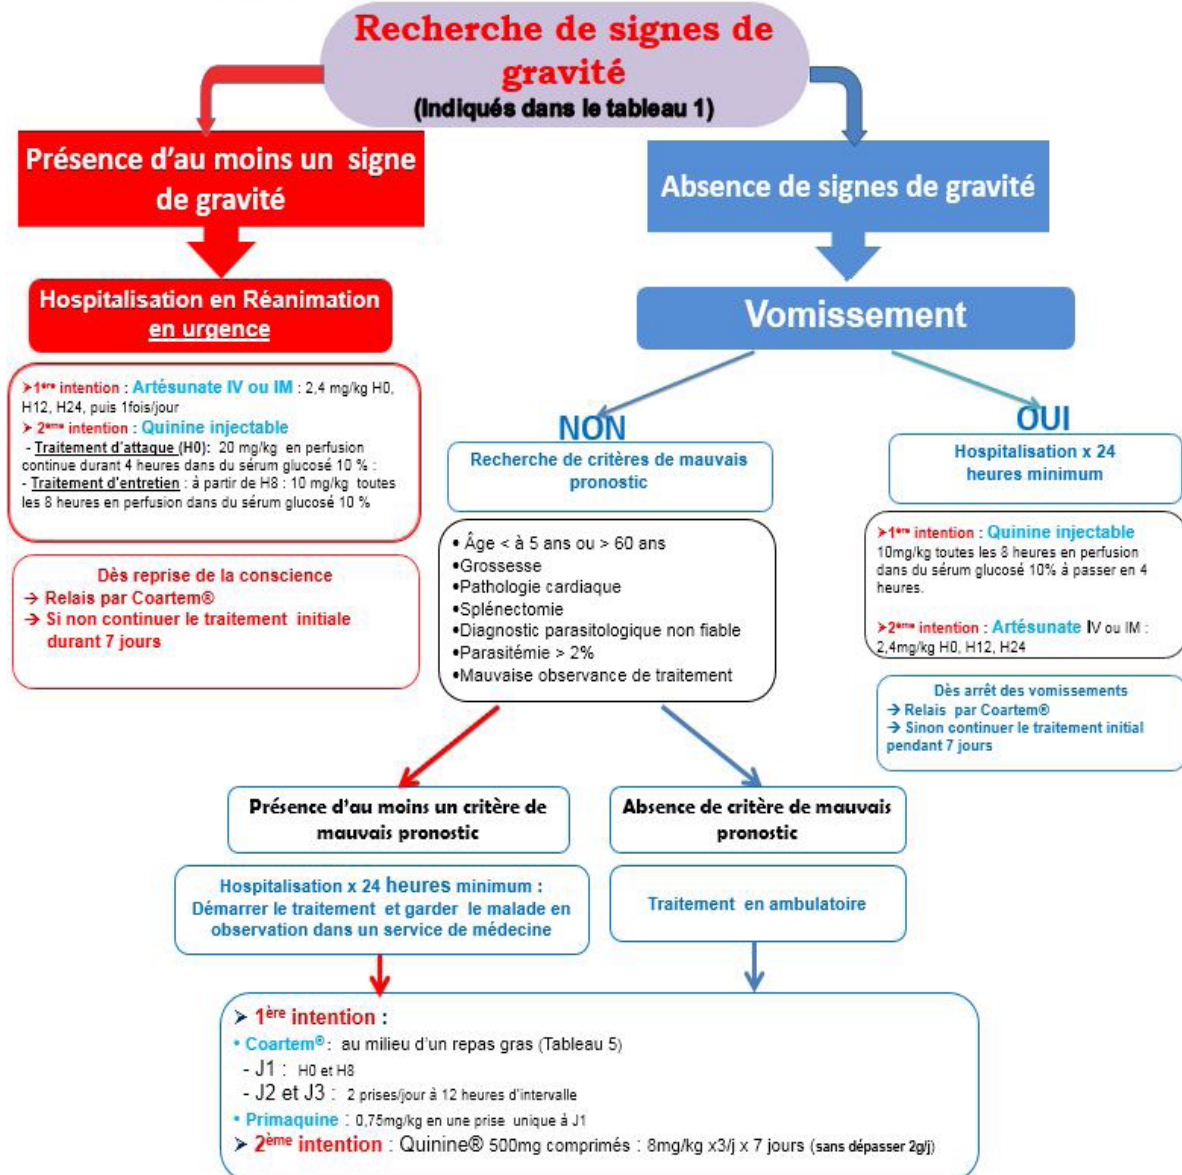 Recherche de signes de
gravité
(Indiqués dans le tableau 1)
Présence d'au moins un signe
de gravité
Hospitalisation en Réanimation
en urgence
➢1ère intention : Artésunate IV ou IM : 2,4 mg/kg H0,
H12, H24, puis 1fois/jour
➢ 2ème intention : Quinine injectable
- Traitement d'attaque (H0): 20 mg/kg en perfusion
continue durant 4 heures dans du sérum glucosé 10 % :
- Traitement d'entretien : à partir de H8 : 10 mg/kg toutes
les 8 heures en perfusion dans du sérum glucosé 10 %
Dès reprise de la conscience
→ Relais par Coartem®
→ Si non continuer le traitement initiale
durant 7 jours
Absence de signes de gravité
Vomissement
NON
Recherche de critères de mauvais
pronostic
• Âge < à 5 ans ou > 60 ans
•Grossesse
•Pathologie cardiaque
•Splénectomie
•Diagnostic parasitologique non fiable
•Parasitémie > 2%
•Mauvaise observance de traitement
OUI
Hospitalisation x 24
heures minimum
➢1ère intention : Quinine injectable
10mg/kg toutes les 8 heures en perfusion
dans du sérum glucosé 10% à passer en 4
heures.
➢2ème intention : Artésunate IV ou IM :
2,4mg/kg H0, H12, H24
Dès arrêt des vomissements
→ Relais par Coartem®
→ Sinon continuer le traitement initial
pendant 7 jours
Présence d'au moins un critère de
mauvais pronostic
Hospitalisation x 24 heures minimum :
Démarrer le traitement et garder le malade en
observation dans un service de médecine
Absence de critère de mauvais
pronostic
Traitement en ambulatoire
➢ 1ère intention :
• Coartem® : au milieu d'un repas gras (Tableau 5)
- J1 : H0 et H8
- J2 et J3 : 2 prises/jour à 12 heures d'intervalle
• Primaquine : 0,75mg/kg en une prise unique à J1
➢ 2ème intention : Quinine® 500mg comprimés : 8mg/kg x3/j x 7 jours (sans dépasser 2g/j)